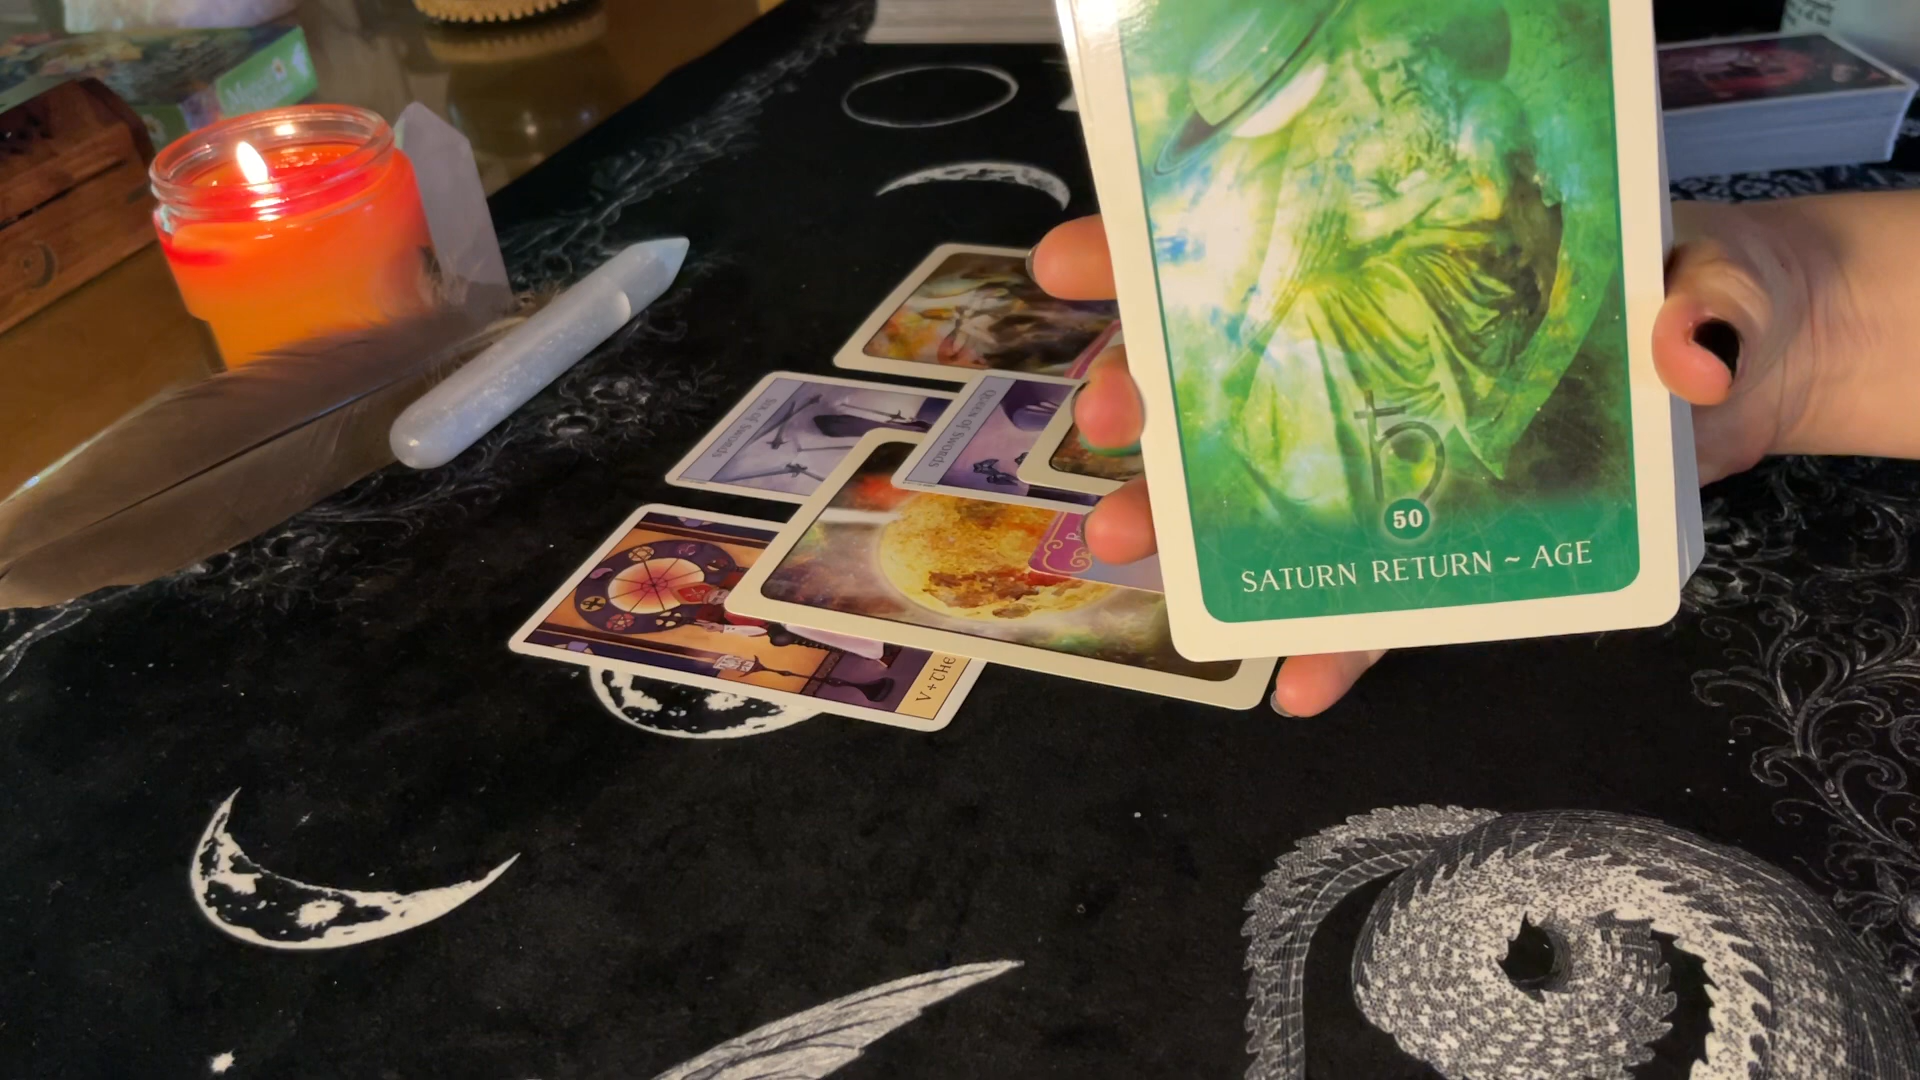 50
SATURN RETURN ~ AGE
Six of Swords
Queen of Swords
V + THE